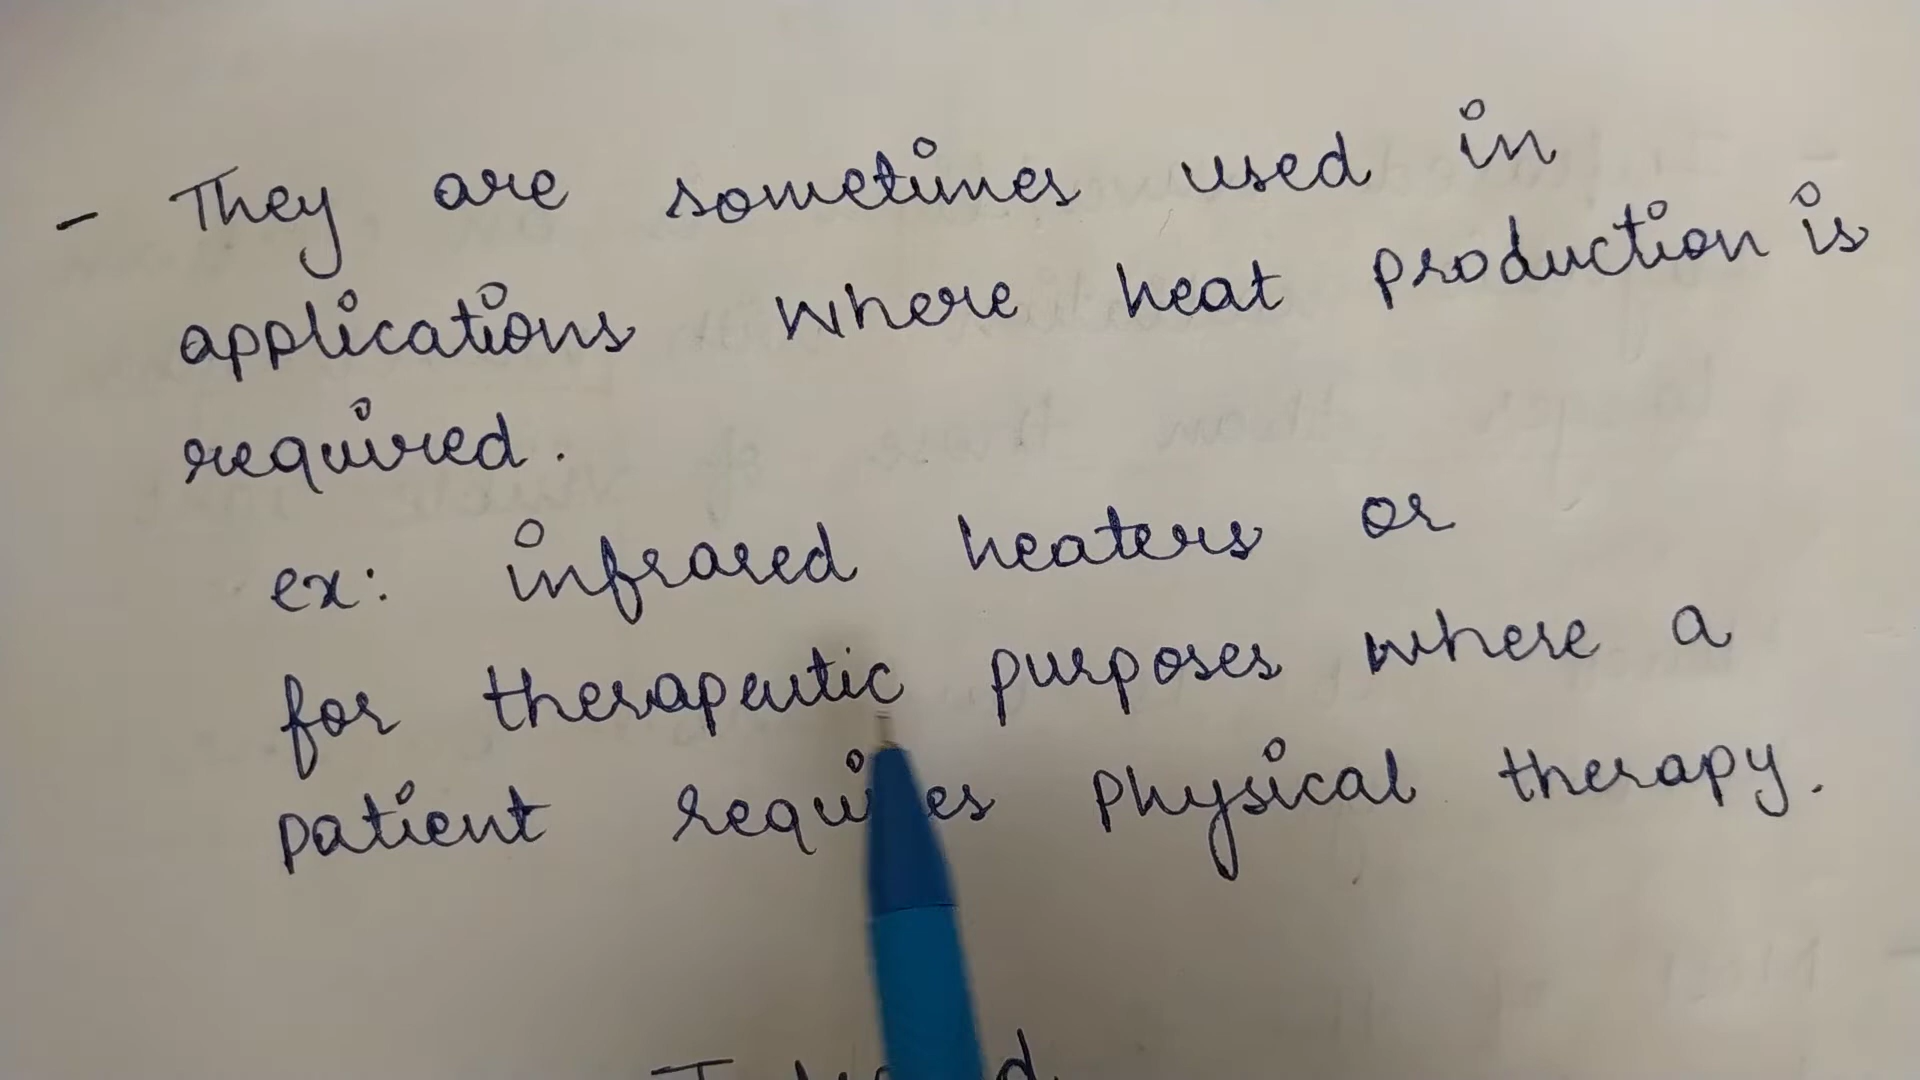 - They are sometimes used in
applications where heat production is
required.
ex: infrared heaters or
for therapeutic purposes where a
patient requires physical therapy.